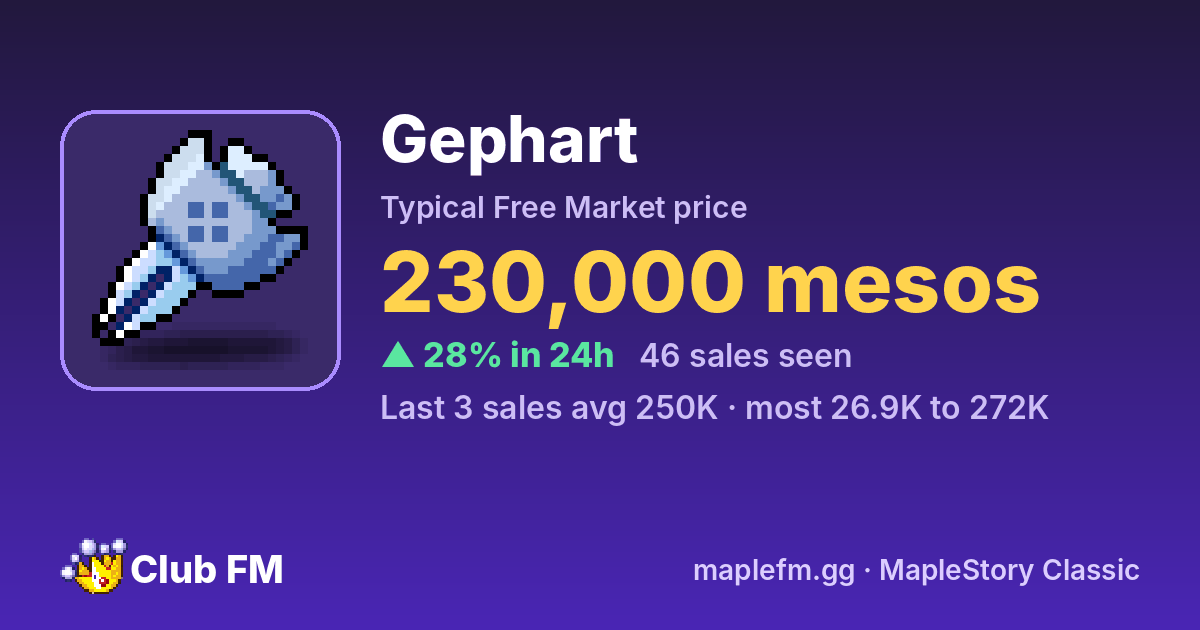 Gephart
Typical Free Market price
230,000 mesos
▲ 28% in 24h 46 sales seen
Last 3 sales avg 250K · most 26.9K to 272K
Club FM
maplefm.gg · MapleStory Classic